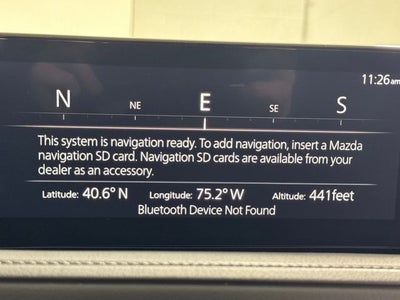 11:26am
N NE E SE S
This system is navigation ready. To add navigation, insert a Mazda
navigation SD card. Navigation SD cards are available from your
dealer as an accessory.
Latitude: 40.6° N Longitude: 75.2° W Altitude: 441feet
Bluetooth Device Not Found